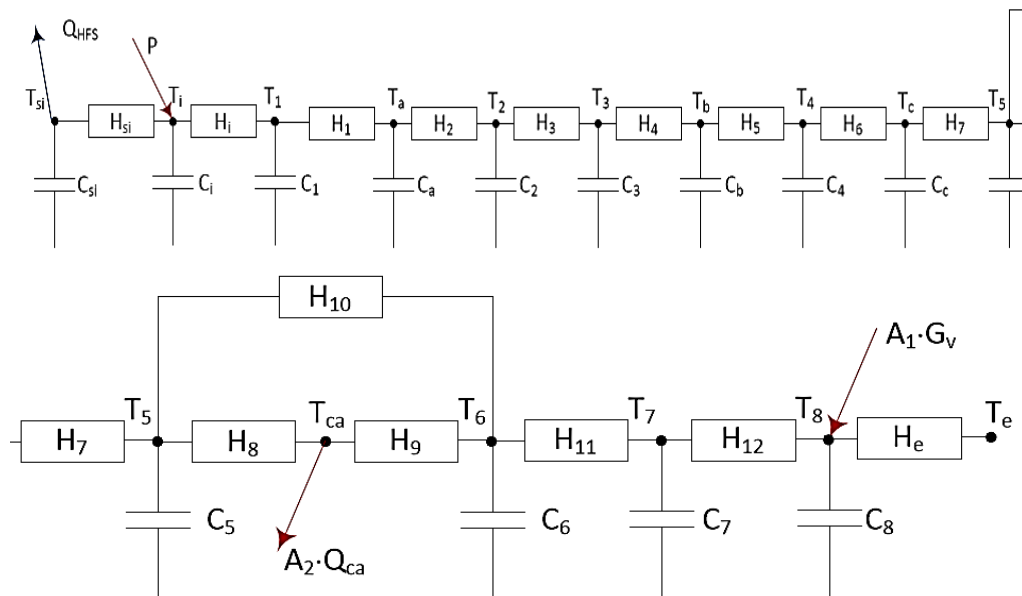 Q_HFS P
T_si T_i T_1 T_a T_2 T_3 T_b T_4 T_c T_5
H_si H_i H_1 H_2 H_3 H_4 H_5 H_6 H_7
C_si C_i C_1 C_a C_2 C_3 C_b C_4 C_c
H_10
A_1·G_v
T_5 T_ca T_6 T_7 T_8 T_e
H_7 H_8 H_9 H_11 H_12 H_e
C_5 C_6 C_7 C_8
A_2·Q_ca